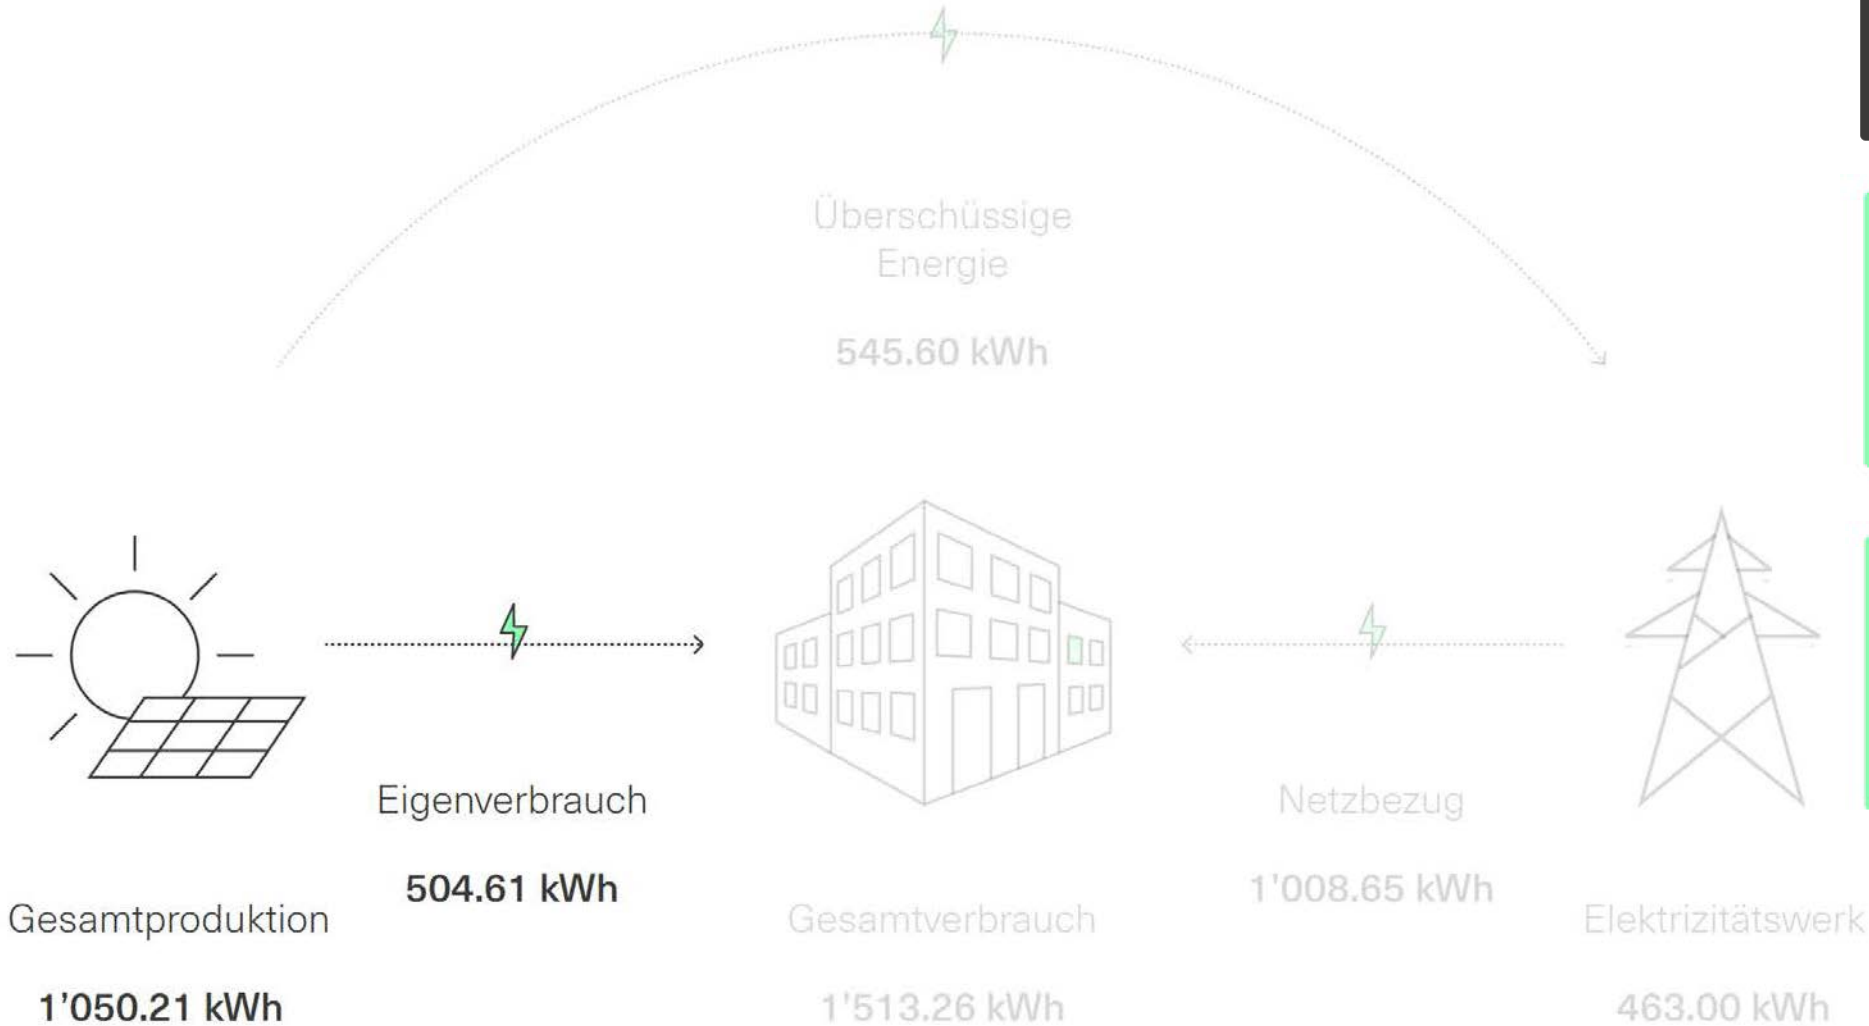 Überschüssige
Energie
545.60 kWh
Eigenverbrauch
504.61 kWh
Netzbezug
1'008.65 kWh
Gesamtproduktion
1'050.21 kWh
Gesamtverbrauch
1'513.26 kWh
Elektrizitätswerk
463.00 kWh